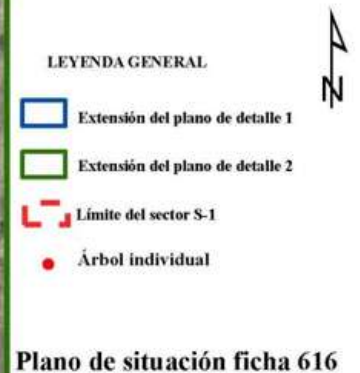 N
LEYENDA GENERAL
Extensión del plano de detalle 1
Extensión del plano de detalle 2
Límite del sector S-1
Árbol individual
Plano de situación ficha 616